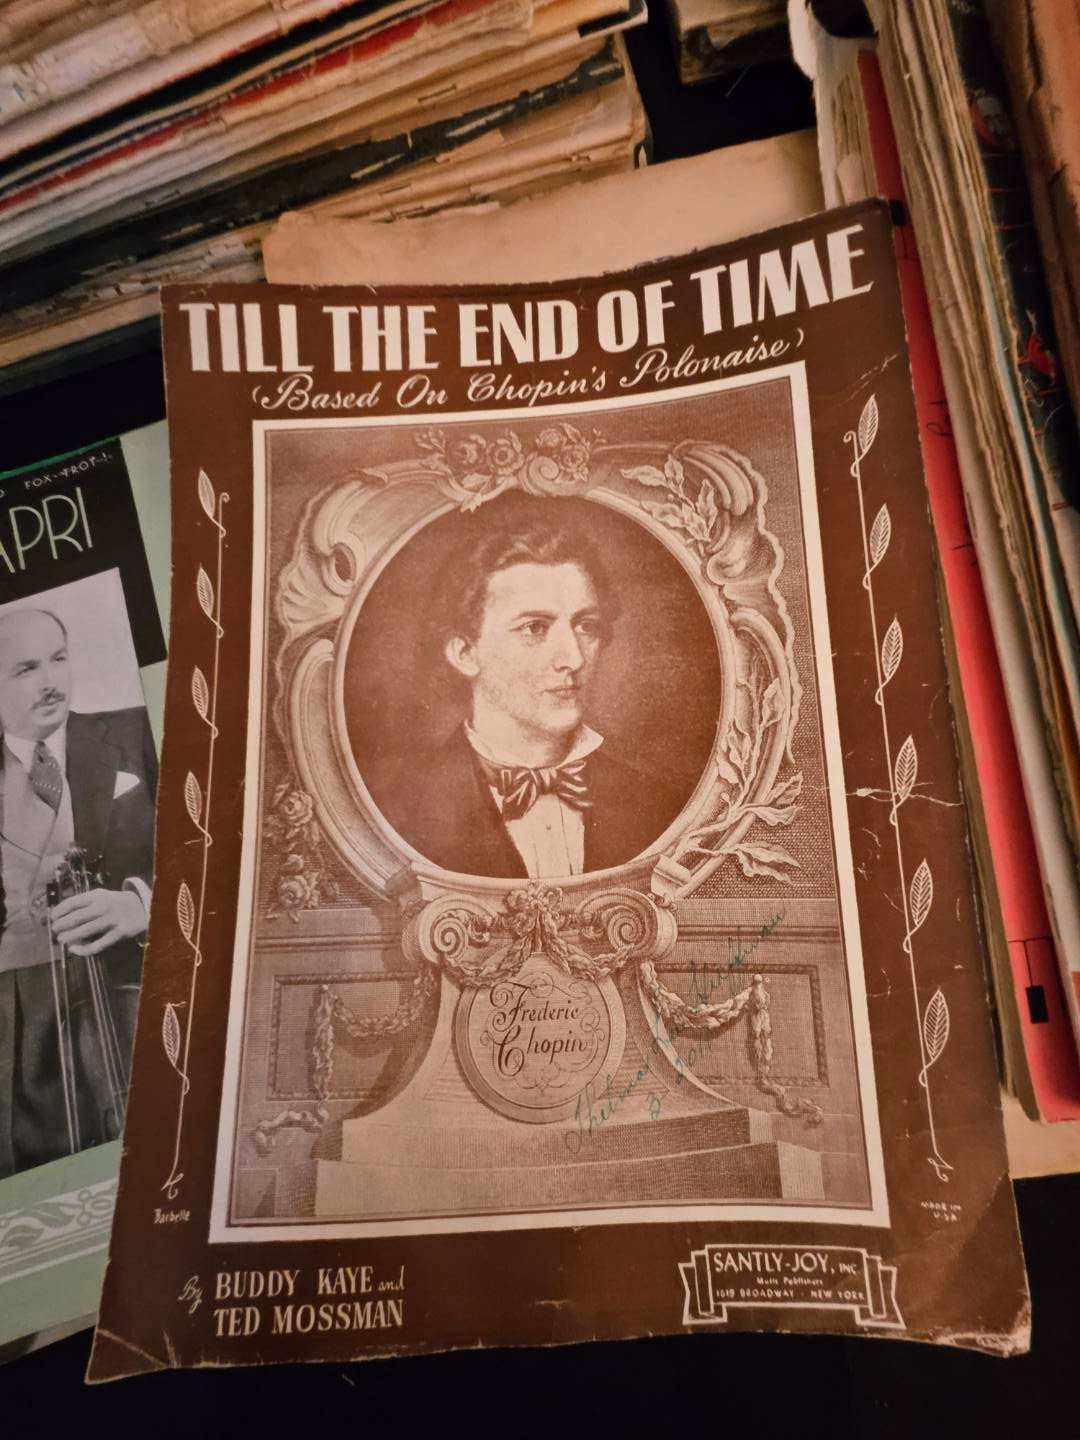 TILL THE END OF TIME
(Based On Chopin's Polonaise)
FOX-TROT
APRI
Frederic
Chopin
Thelma
Barbelle
MADE IN
U.S.A.
By BUDDY KAYE and
TED MOSSMAN
SANTLY-JOY, INC.
Music Publishers
1619 BROADWAY · NEW YORK